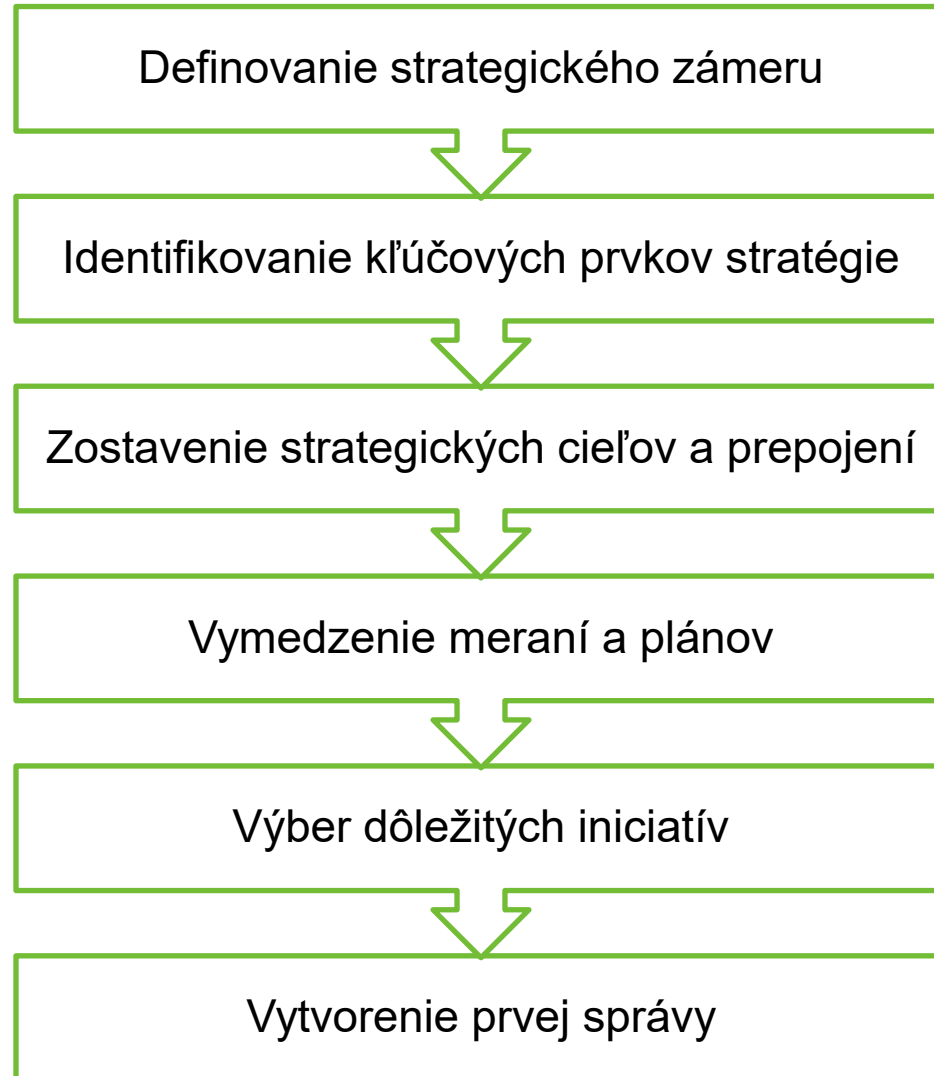 Definovanie strategického zámeru
Identifikovanie kľúčových prvkov stratégie
Zostavenie strategických cieľov a prepojení
Vymedzenie meraní a plánov
Výber dôležitých iniciatív
Vytvorenie prvej správy